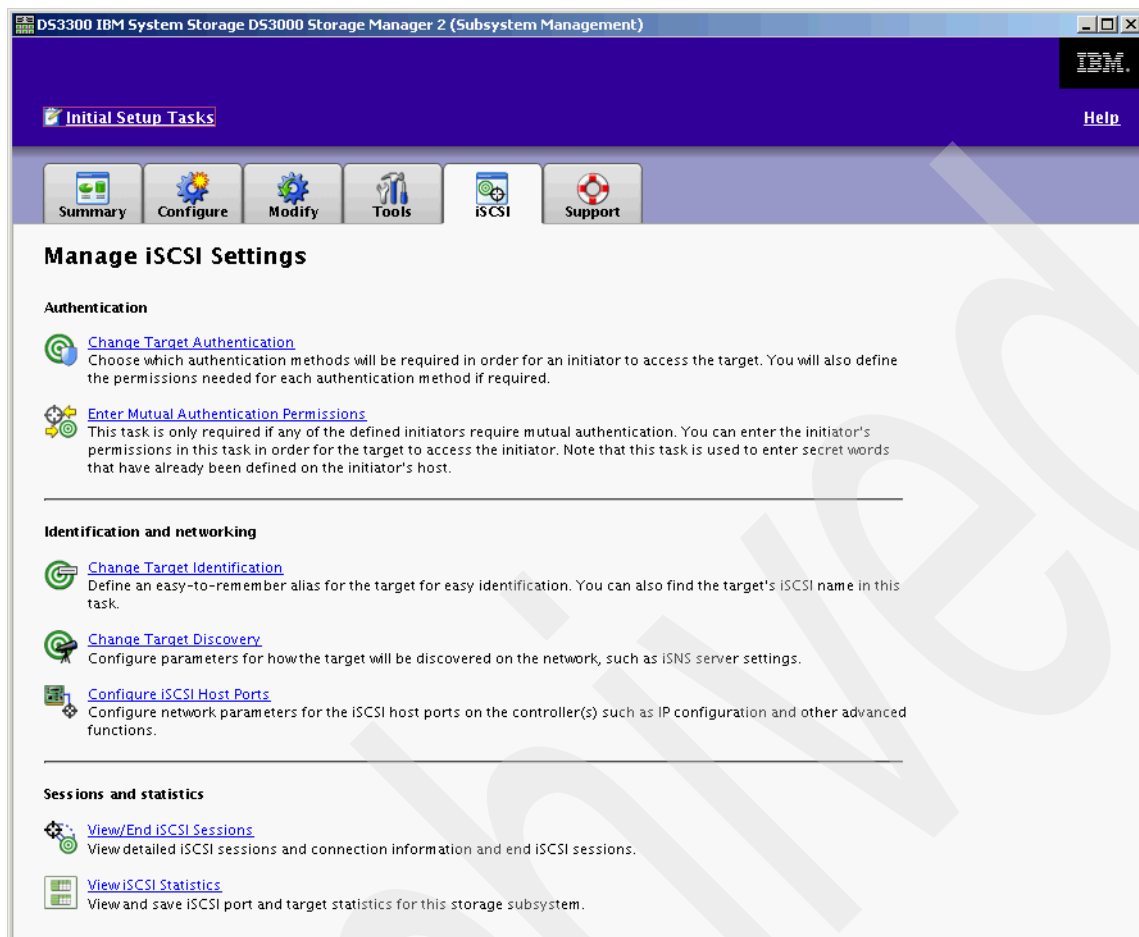 DS3300 IBM System Storage DS3000 Storage Manager 2 (Subsystem Management)
IBM.
Initial Setup Tasks
Help
Summary
Configure
Modify
Tools
iSCSI
Support
Manage iSCSI Settings
Authentication
Change Target Authentication
Choose which authentication methods will be required in order for an initiator to access the target. You will also define
the permissions needed for each authentication method if required.
Enter Mutual Authentication Permissions
This task is only required if any of the defined initiators require mutual authentication. You can enter the initiator's
permissions in this task in order for the target to access the initiator. Note that this task is used to enter secret words
that have already been defined on the initiator's host.
Identification and networking
Change Target Identification
Define an easy-to-remember alias for the target for easy identification. You can also find the target's iSCSI name in this
task.
Change Target Discovery
Configure parameters for how the target will be discovered on the network, such as iSNS server settings.
Configure iSCSI Host Ports
Configure network parameters for the iSCSI host ports on the controller(s) such as IP configuration and other advanced
functions.
Sessions and statistics
View/End iSCSI Sessions
View detailed iSCSI sessions and connection information and end iSCSI sessions.
View iSCSI Statistics
View and save iSCSI port and target statistics for this storage subsystem.